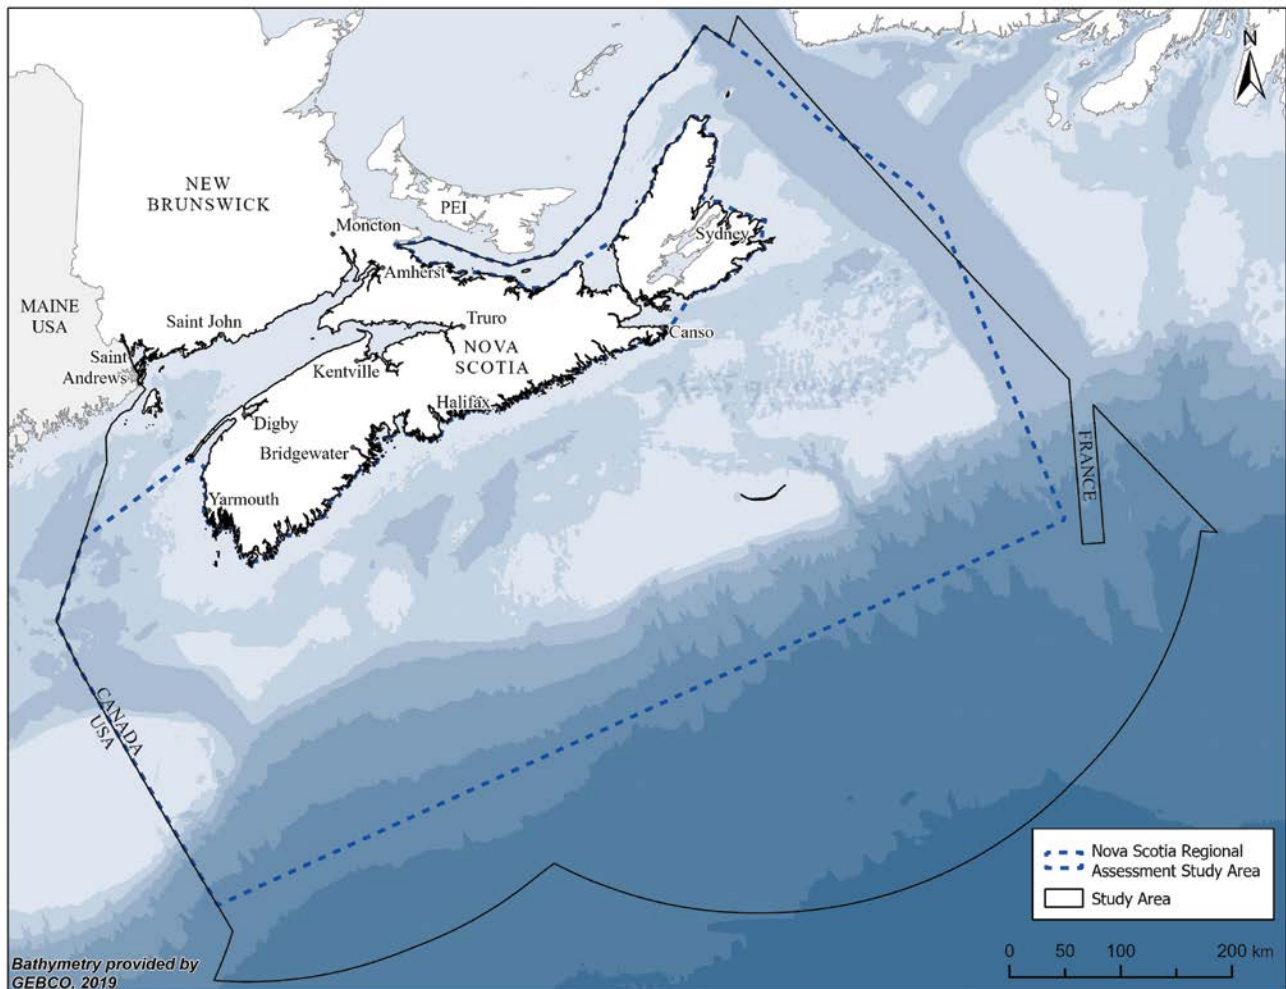 N
NEW
BRUNSWICK
Moncton
PEI
Sydney
Amherst
MAINE
USA
Saint John
Truro
Canso
Saint
Andrews
NOVA
SCOTIA
Kentville
Halifax
Digby
Bridgewater
FRANCE
Yarmouth
CANADA
USA
Nova Scotia Regional
Assessment Study Area
Study Area
0 50 100 200 km
Bathymetry provided by
GEBCO, 2019